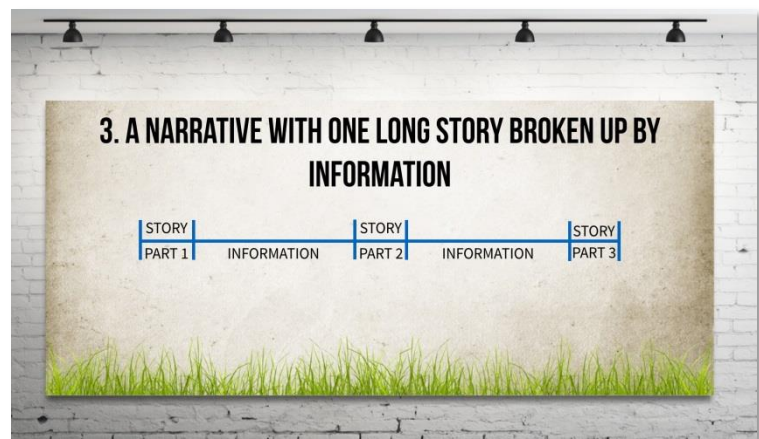 3. A NARRATIVE WITH ONE LONG STORY BROKEN UP BY
INFORMATION
STORY STORY STORY
PART 1 INFORMATION PART 2 INFORMATION PART 3